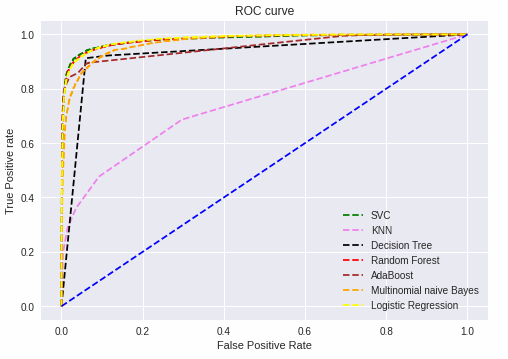 ROC curve
True Positive rate
1.0
0.8
0.6
0.4
0.2
0.0
0.0
0.2
0.4
0.6
0.8
1.0
False Positive Rate
SVC
KNN
Decision Tree
Random Forest
AdaBoost
Multinomial naive Bayes
Logistic Regression